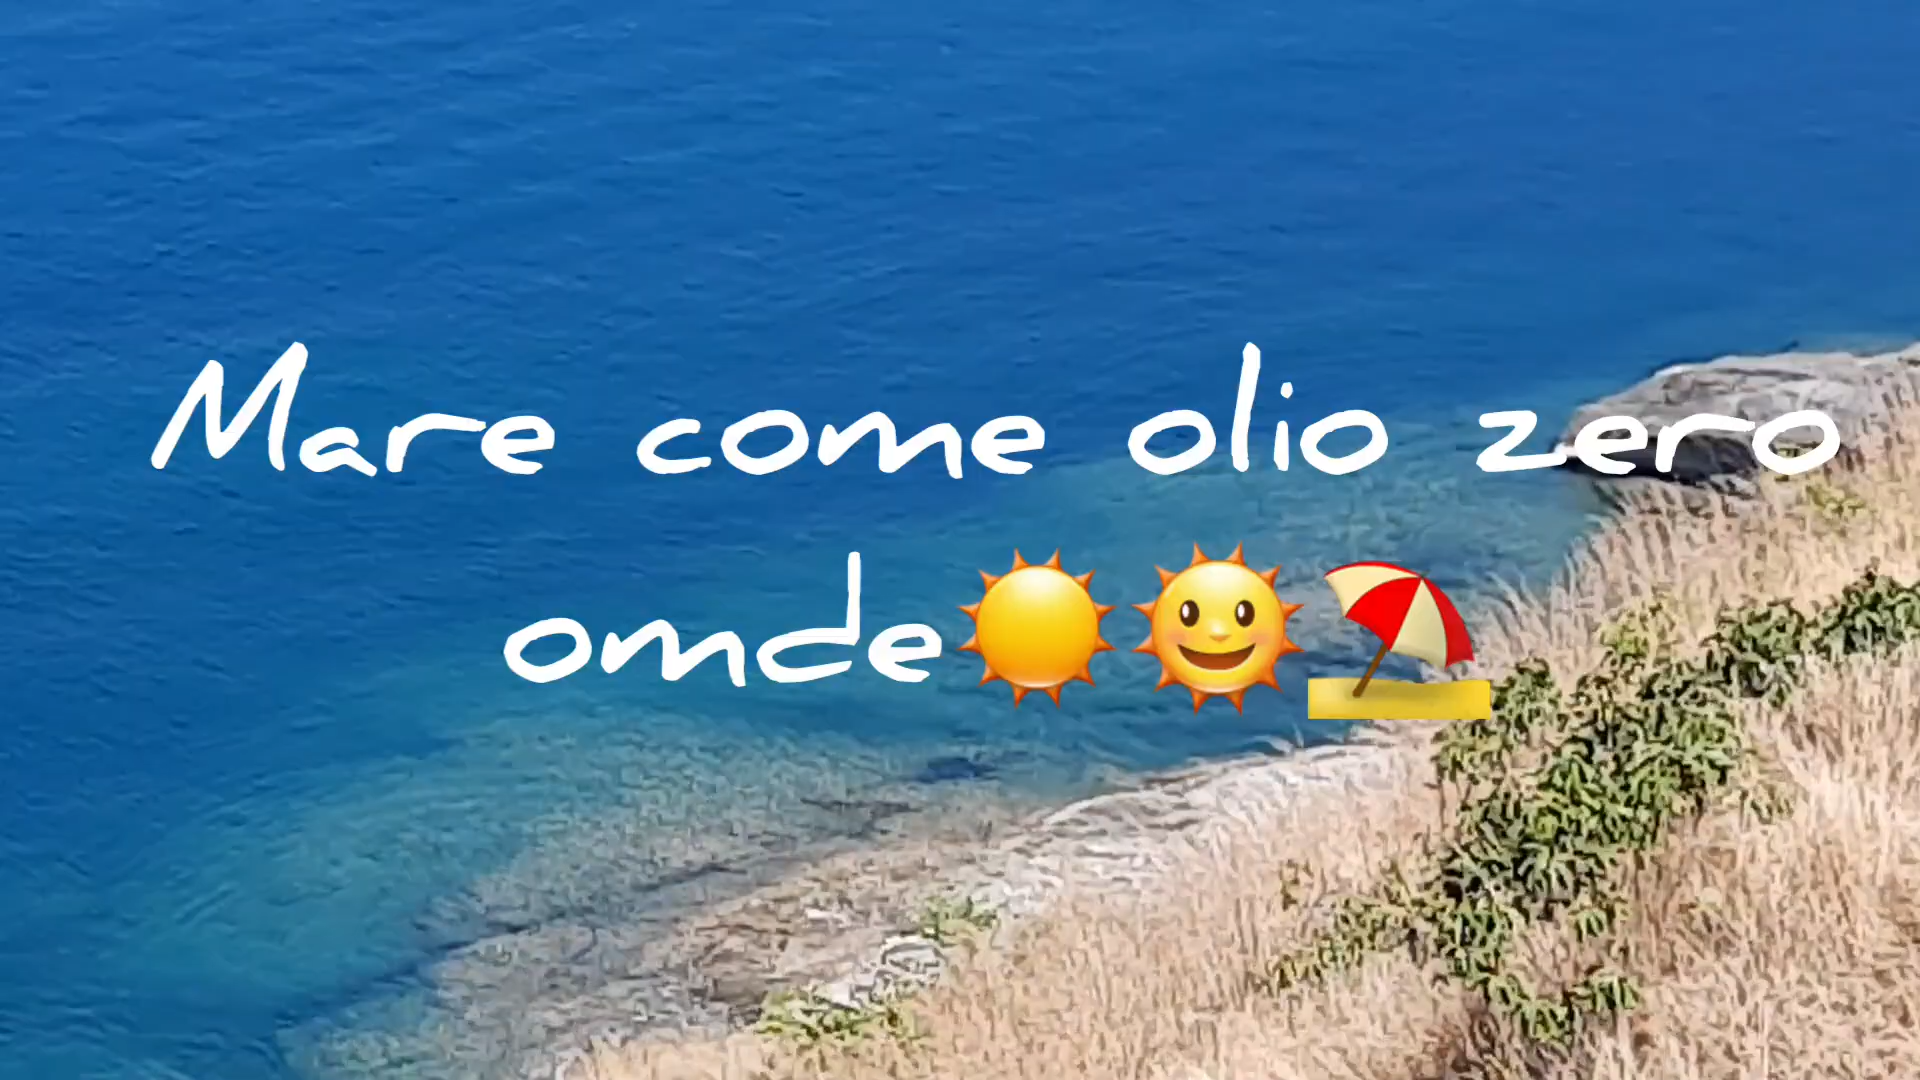 Mare come olio zero
omde☀️🌞🏖️